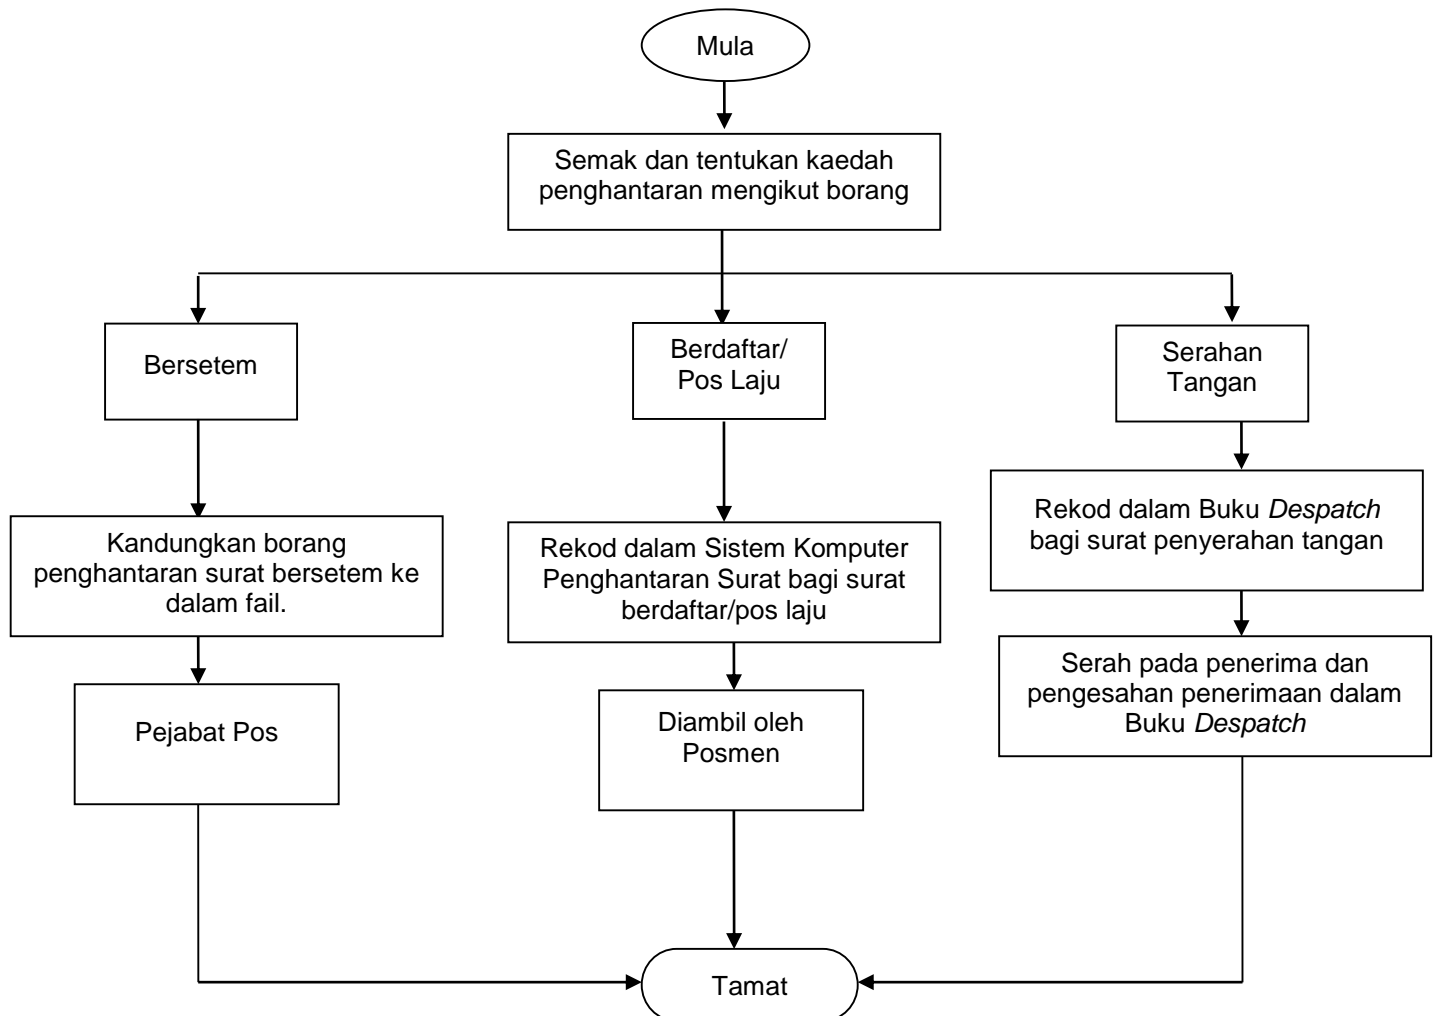 Mula
Semak dan tentukan kaedah
penghantaran mengikut borang
Bersetem
Berdaftar/
Pos Laju
Serahan
Tangan
Kandungkan borang
penghantaran surat bersetem ke
dalam fail.
Rekod dalam Sistem Komputer
Penghantaran Surat bagi surat
berdaftar/pos laju
Rekod dalam Buku Despatch
bagi surat penyerahan tangan
Pejabat Pos
Diambil oleh
Posmen
Serah pada penerima dan
pengesahan penerimaan dalam
Buku Despatch
Tamat